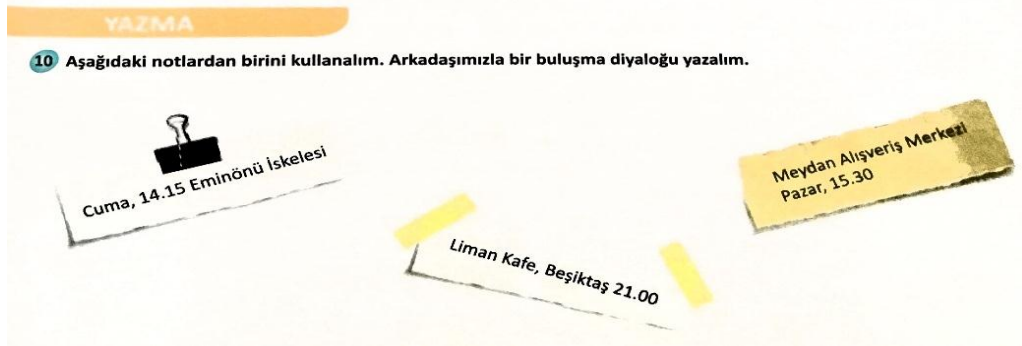 YAZMA
10 Aşağıdaki notlardan birini kullanalım. Arkadaşımızla bir buluşma diyaloğu yazalım.
Cuma, 14.15 Eminönü İskelesi
Liman Kafe, Beşiktaş 21.00
Meydan Alışveriş Merkezi
Pazar, 15.30